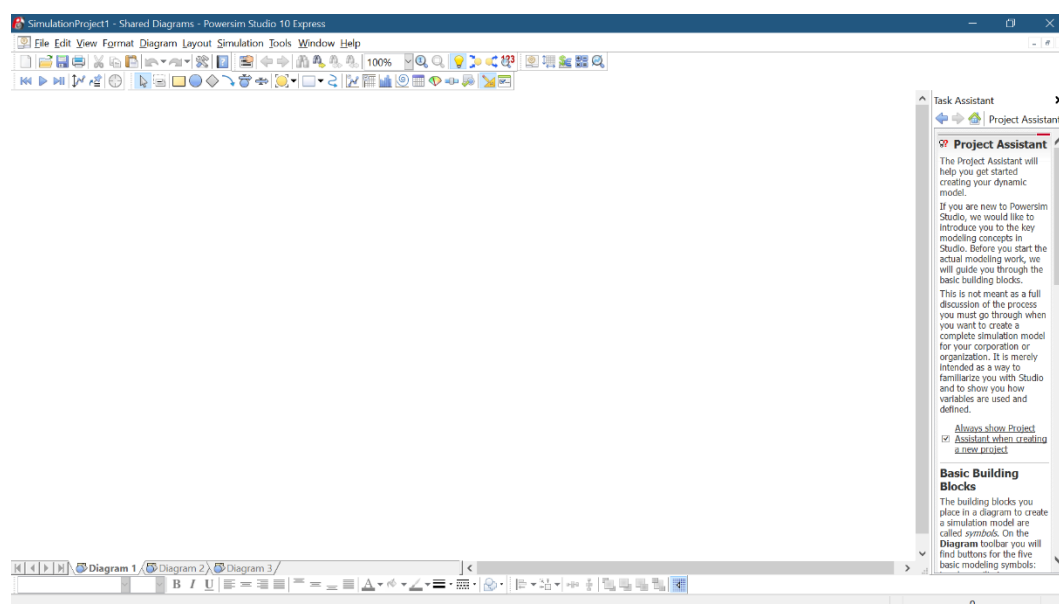 SimulationProject1 - Shared Diagrams - Powersim Studio 10 Express
File Edit View Format Diagram Layout Simulation Tools Window Help
100%
123
Task Assistant
Project Assistant
Project Assistant
The Project Assistant will
help you get started
creating your dynamic
model.
If you are new to Powersim
Studio, we would like to
introduce you to the key
modeling concepts in
Studio. Before you start the
actual modeling work, we
will guide you through the
basic building blocks.
This is not meant as a full
discussion of the process
you must go through when
you want to create a
complete simulation model
for your corporation or
organization. It is merely
intended as a way to
familiarize you with Studio
and to show you how
variables are used and
defined.
Always show Project
Assistant when creating
a new project
Basic Building
Blocks
The building blocks you
place in a diagram to create
a simulation model are
called symbols. On the
Diagram toolbar you will
find buttons for the five
basic modeling symbols:
Diagram 1 Diagram 2 Diagram 3
B I U A